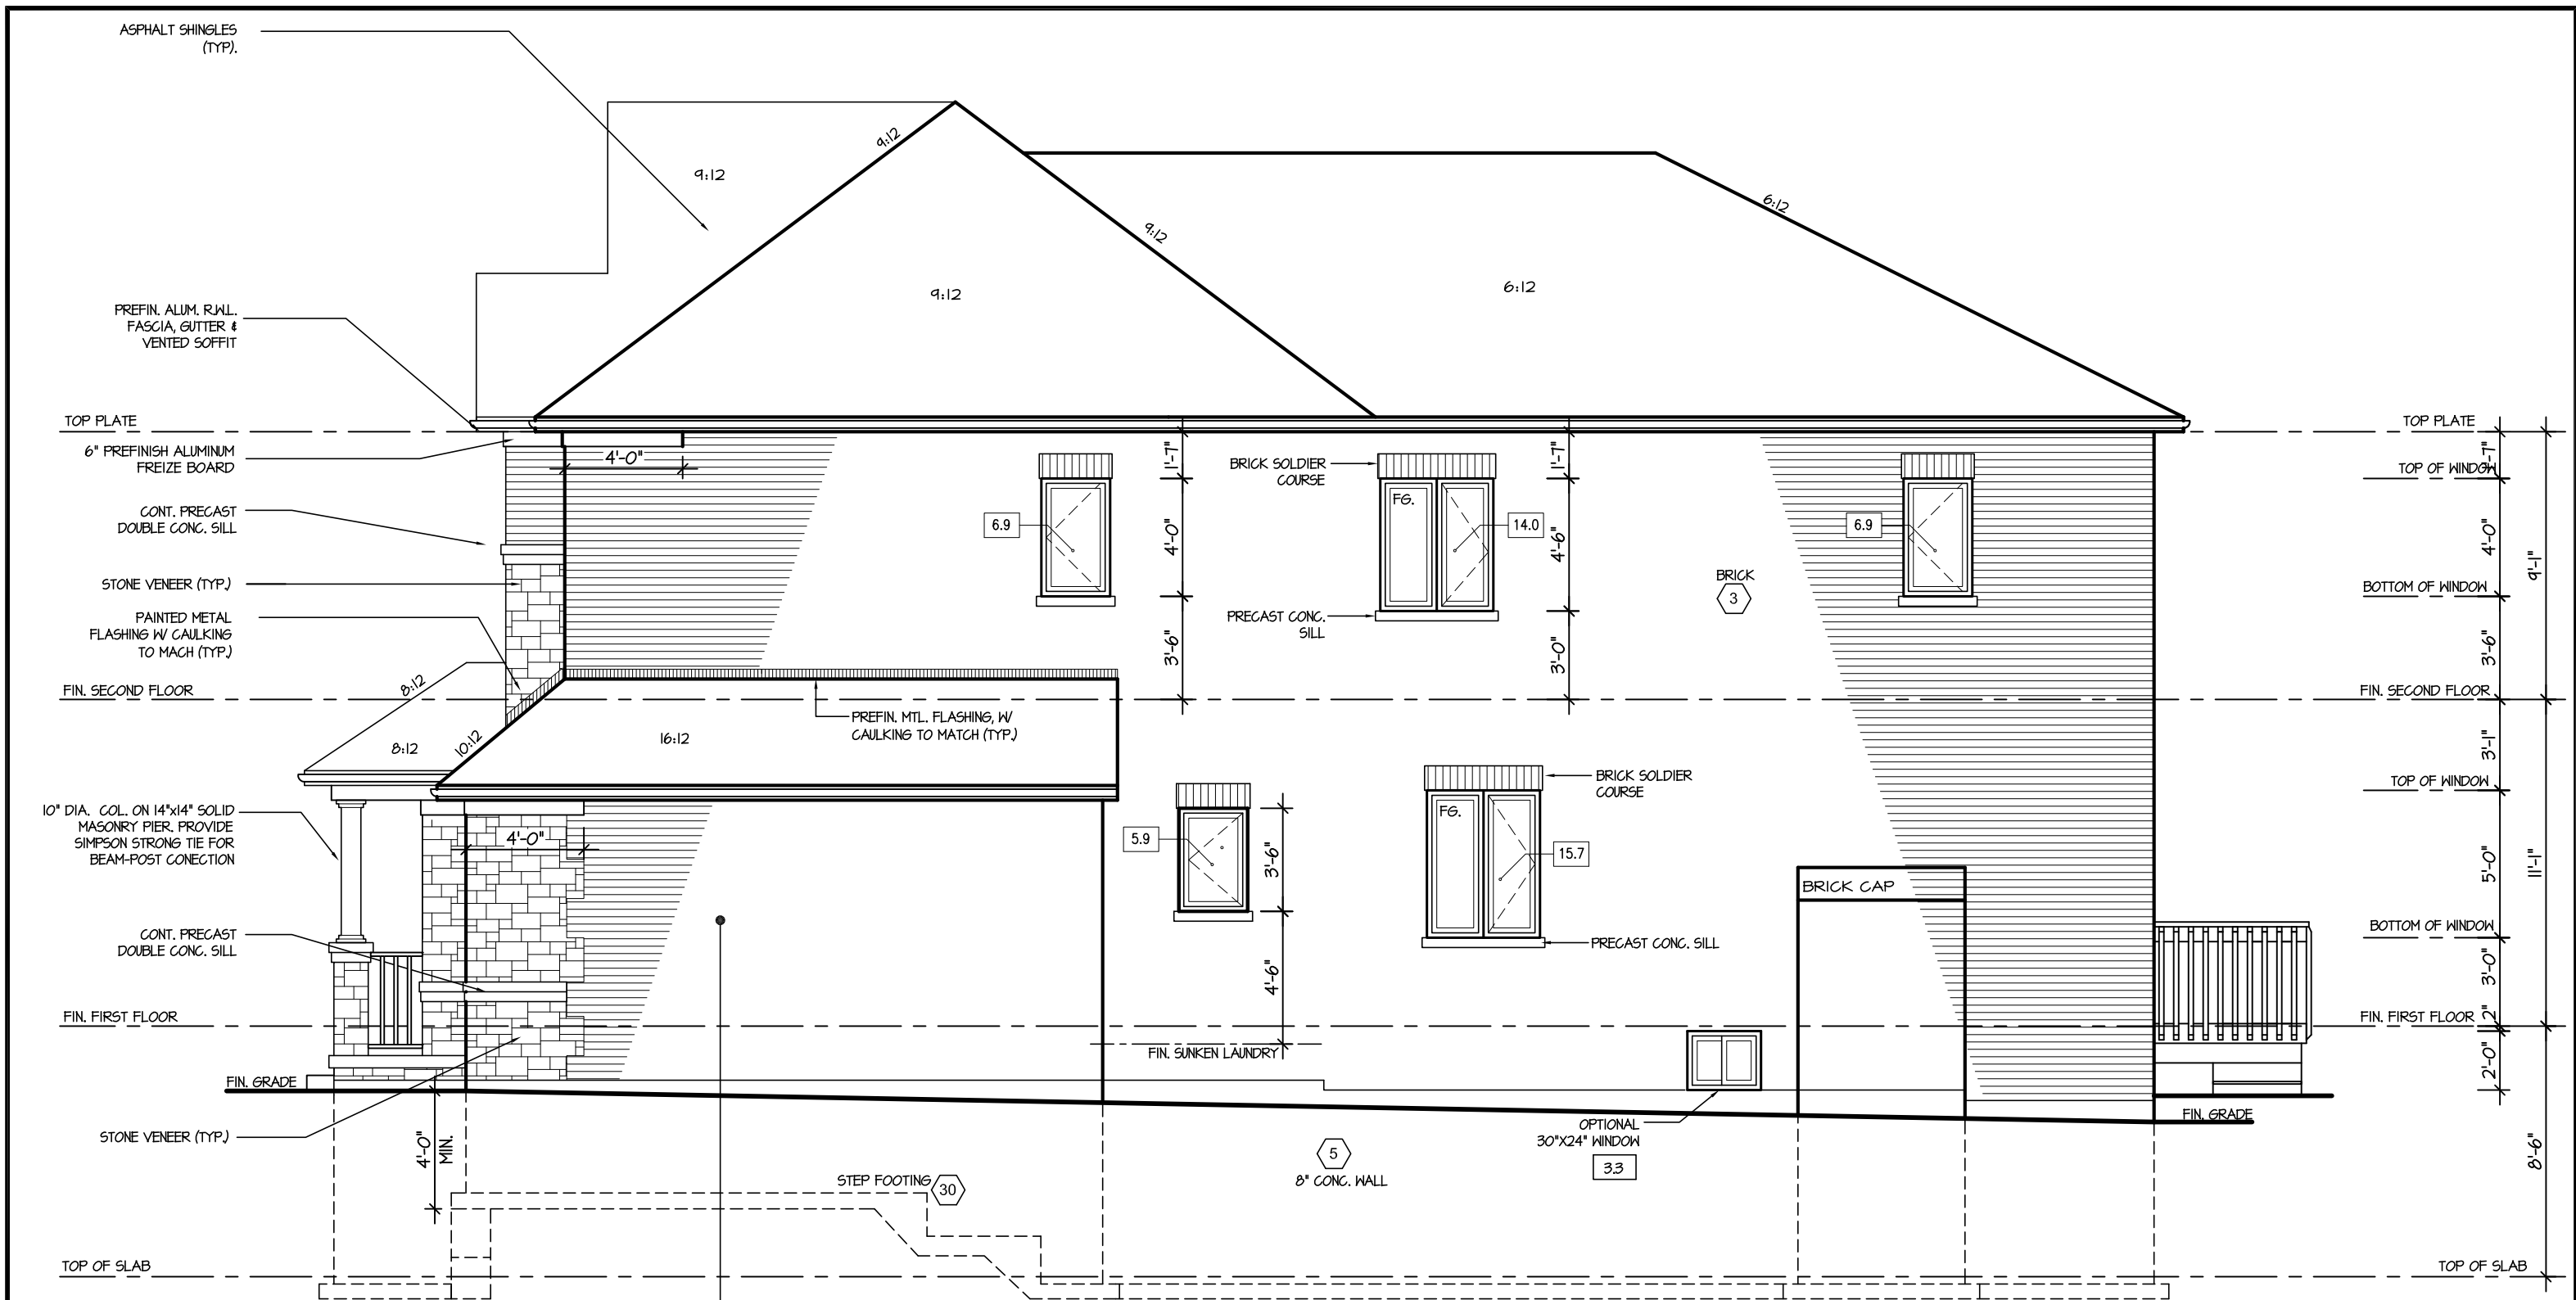 ASPHALT SHINGLES
(TYP).
9:12
9:12
9:12
9:12
6:12
6:12
PREFIN. ALUM. R.W.L.
FASCIA, GUTTER &
VENTED SOFFIT
TOP PLATE
TOP PLATE
6" PREFINISH ALUMINUM
FREIZE BOARD
4'-0"
1'-7"
BRICK SOLDIER
COURSE
1'-7"
TOP OF WINDOW
1'-7"
FG.
CONT. PRECAST
DOUBLE CONC. SILL
6.9
4'-0"
14.0
4'-6"
6.9
4'-0"
9'-1"
STONE VENEER (TYP.)
BRICK
3
BOTTOM OF WINDOW
PAINTED METAL
FLASHING W/ CAULKING
TO MACH (TYP.)
PRECAST CONC.
SILL
3'-6"
3'-0"
3'-6"
FIN. SECOND FLOOR
FIN. SECOND FLOOR
8:12
8:12
10:12
16:12
PREFIN. MTL. FLASHING, W/
CAULKING TO MATCH (TYP.)
3'-1"
BRICK SOLDIER
COURSE
TOP OF WINDOW
10" DIA. COL. ON 14"x14" SOLID
MASONRY PIER. PROVIDE
SIMPSON STRONG TIE FOR
BEAM-POST CONECTION
4'-0"
5.9
3'-6"
FG.
15.7
5'-0"
11'-1"
BRICK CAP
CONT. PRECAST
DOUBLE CONC. SILL
PRECAST CONC. SILL
BOTTOM OF WINDOW
4'-6"
3'-0"
FIN. FIRST FLOOR
FIN. FIRST FLOOR
2"
FIN. SUNKEN LAUNDRY
2'-0"
FIN. GRADE
FIN. GRADE
STONE VENEER (TYP.)
4'-0"
MIN.
OPTIONAL
30"X24" WINDOW
3.3
5
8" CONC. WALL
8'-6"
STEP FOOTING
30
TOP OF SLAB
TOP OF SLAB